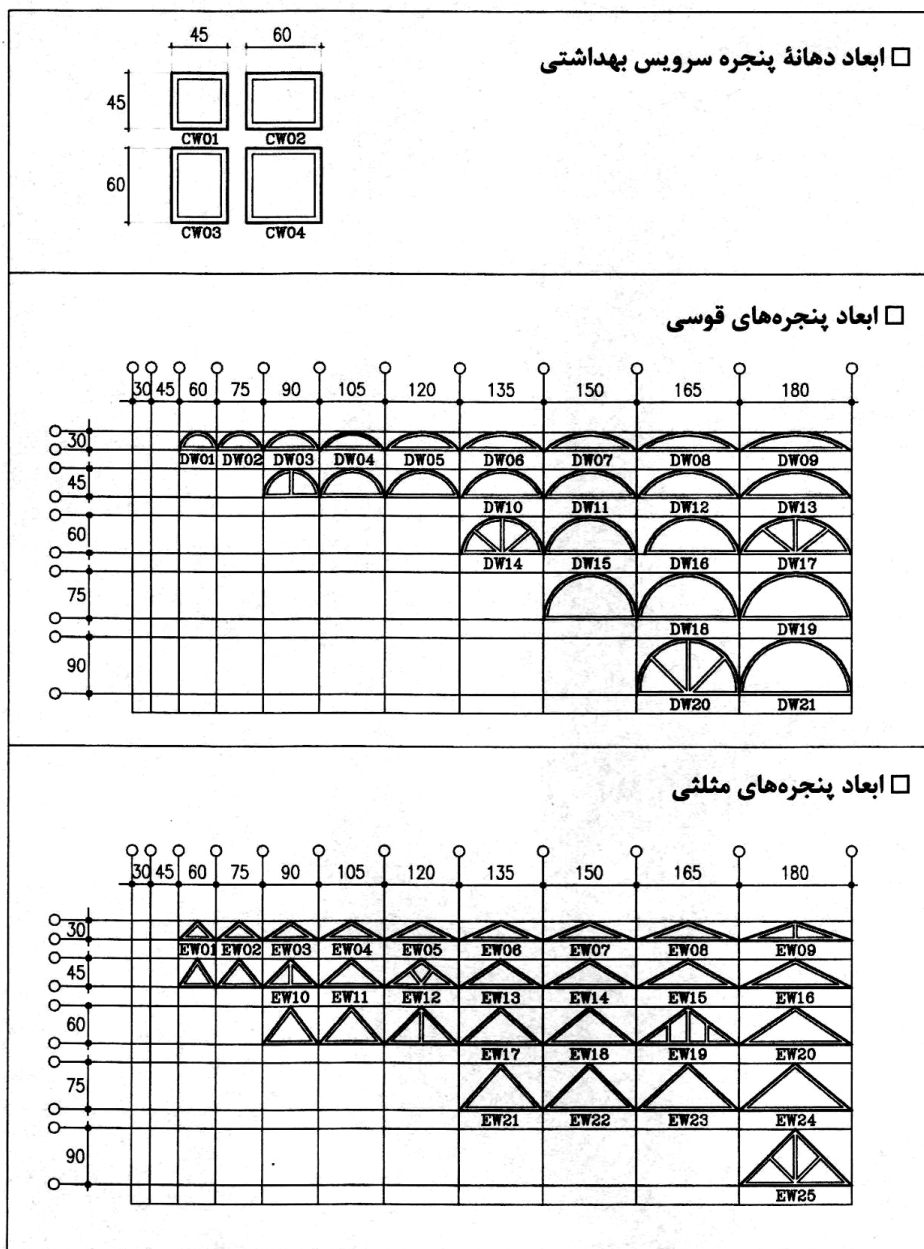 □ ابعاد دهانهٔ پنجره سرویس بهداشتی
45 60
45
CW01 CW02
60
CW03 CW04
□ ابعاد پنجره‌های قوسی
30 45 60 75 90 105 120 135 150 165 180
30
DW01 DW02 DW03 DW04 DW05 DW06 DW07 DW08 DW09
45
DW10 DW11 DW12 DW13
60
DW14 DW15 DW16 DW17
75
DW18 DW19
90
DW20 DW21
□ ابعاد پنجره‌های مثلثی
30 45 60 75 90 105 120 135 150 165 180
30
EW01 EW02 EW03 EW04 EW05 EW06 EW07 EW08 EW09
45
EW10 EW11 EW12 EW13 EW14 EW15 EW16
60
EW17 EW18 EW19 EW20
75
EW21 EW22 EW23 EW24
90
EW25